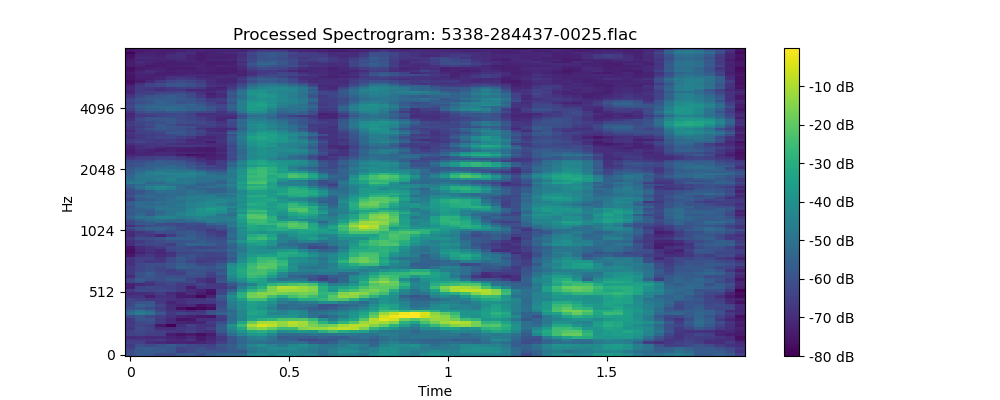 Processed Spectrogram: 5338-284437-0025.flac
Hz
4096
2048
1024
512
0
0
0.5
1
1.5
Time
-10 dB
-20 dB
-30 dB
-40 dB
-50 dB
-60 dB
-70 dB
-80 dB